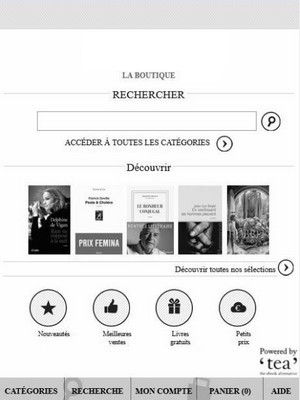 LA BOUTIQUE
RECHERCHER
ACCÉDER À TOUTES LES CATÉGORIES
Découvrir
Delphine
de Vigan
PRIX FEMINA
LE BONHEUR
CONJUGAL
Découvrir toutes nos sélections
Nouveautés
Meilleures
ventes
Livres
gratuits
Petits
prix
Powered by
‘tea’
CATÉGORIES
RECHERCHE
MON COMPTE
PANIER (0)
AIDE